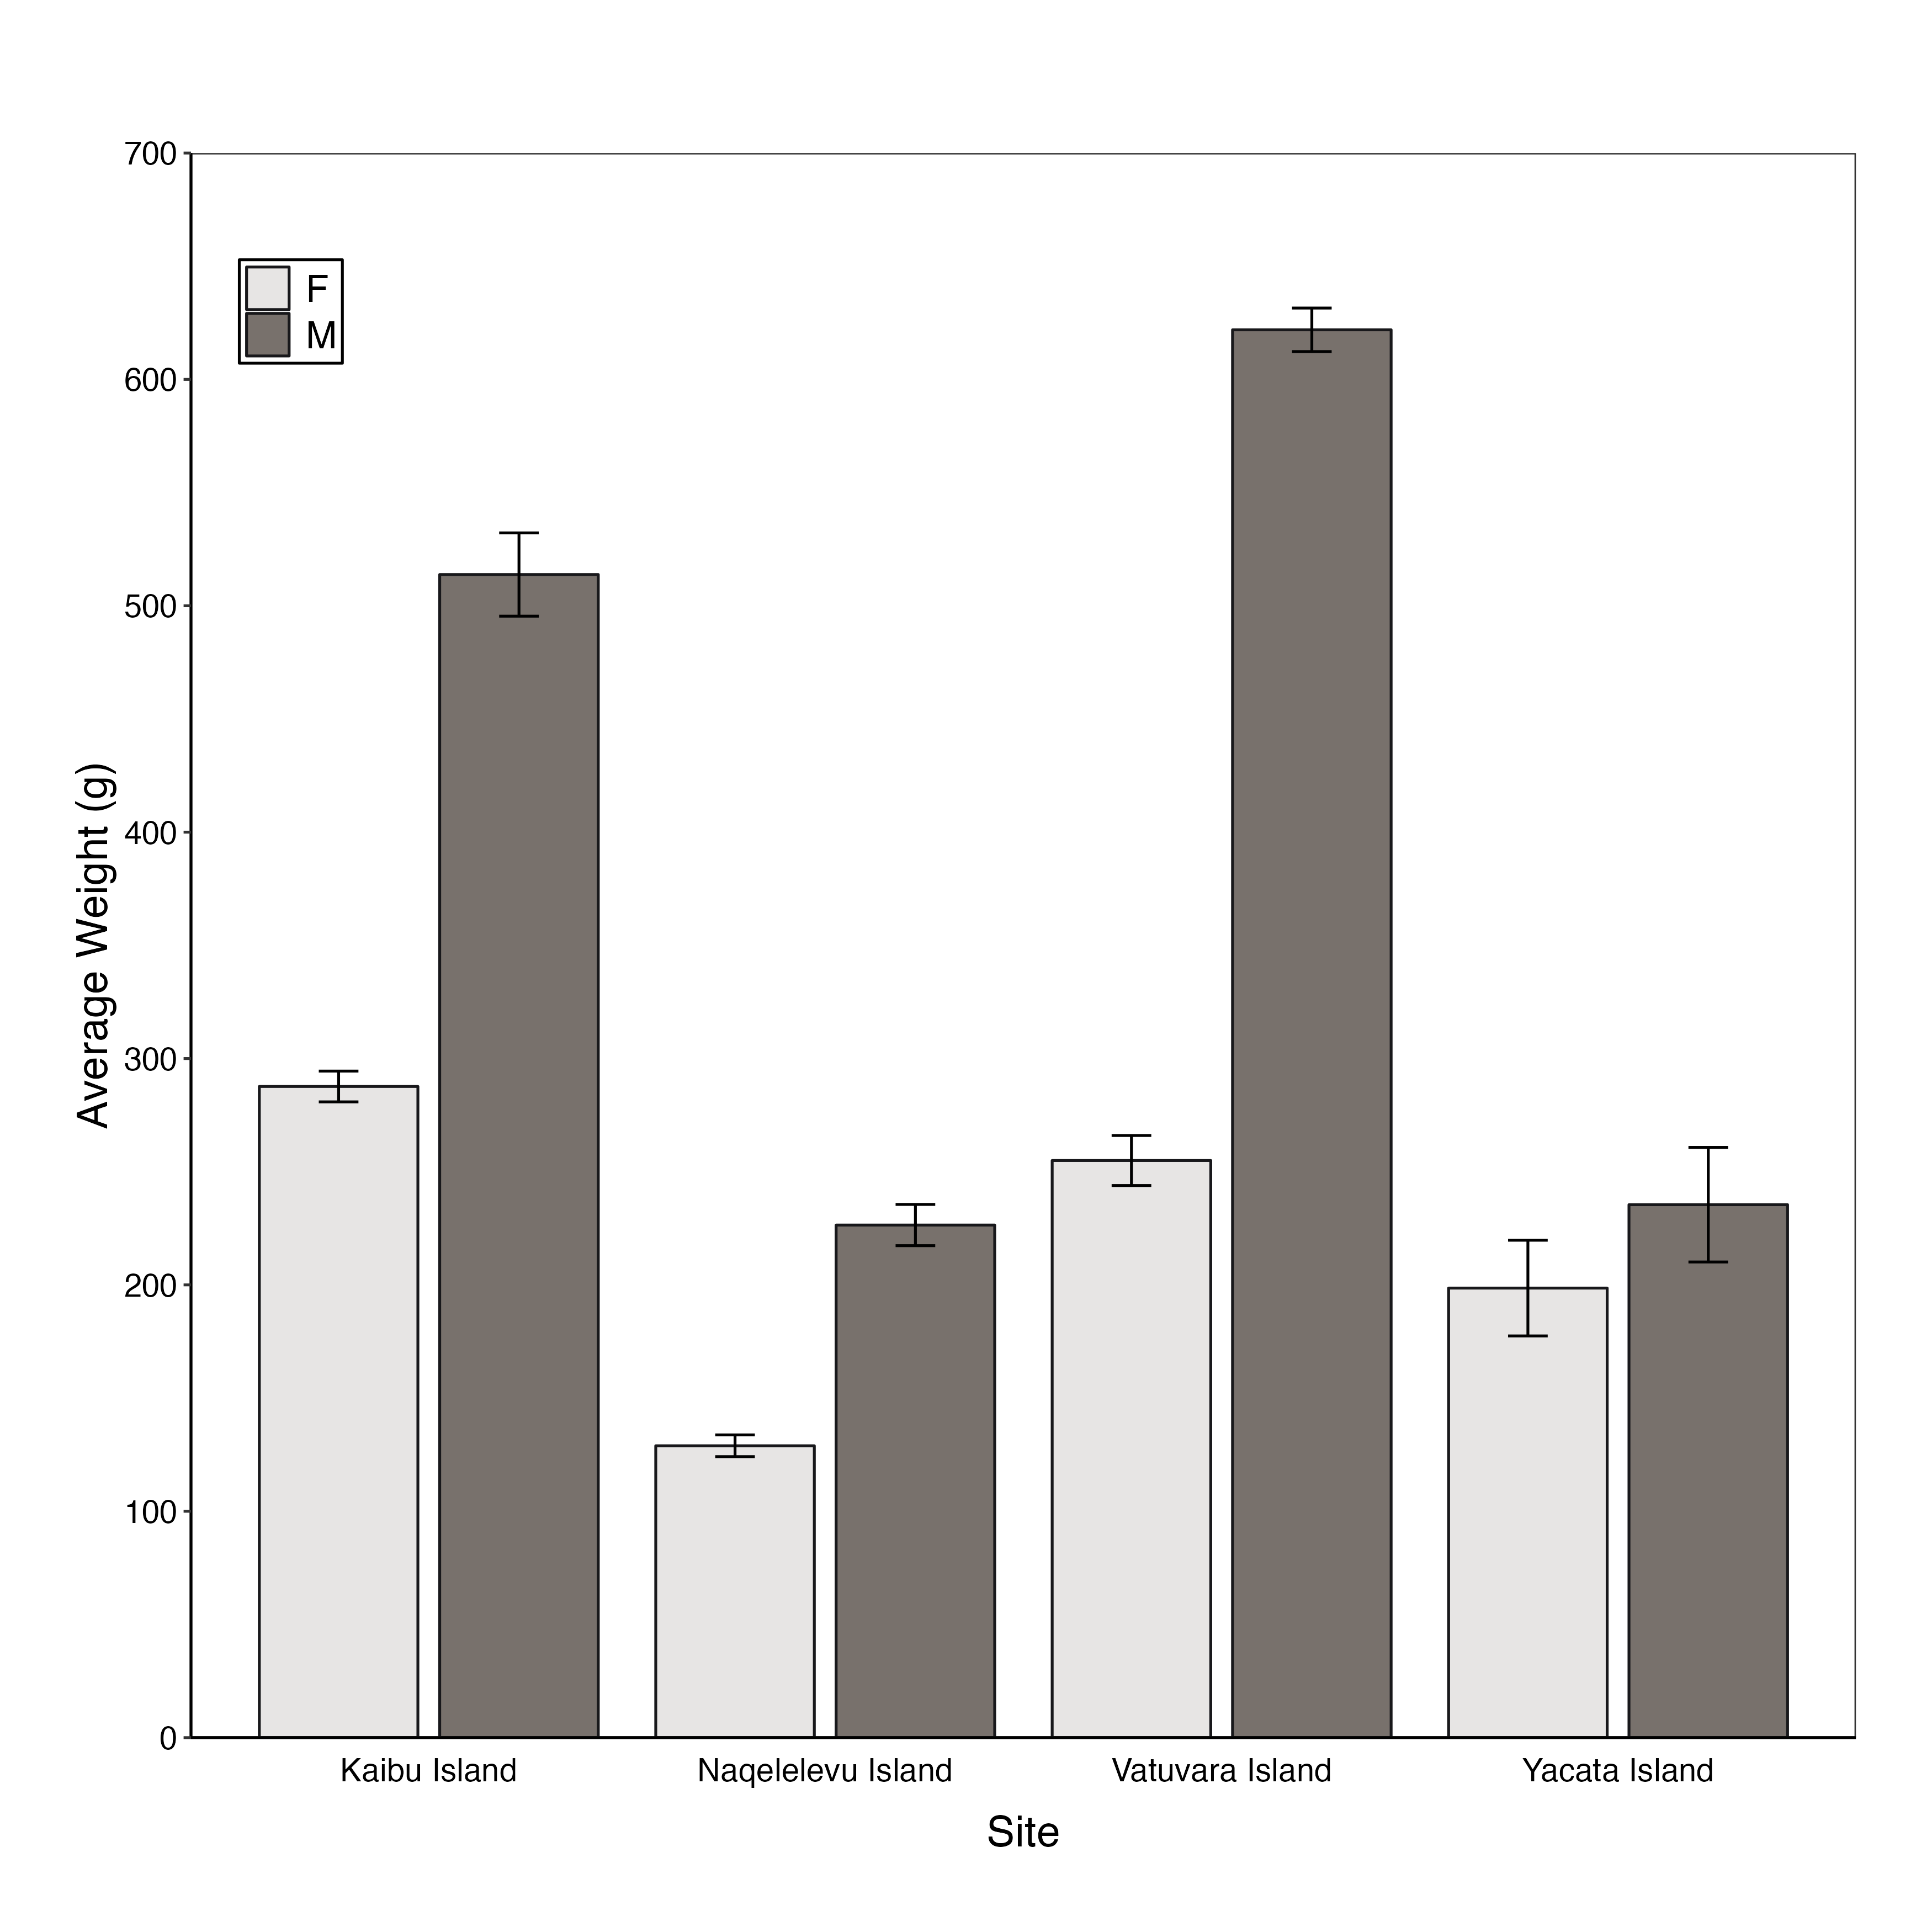 700
600
500
400
300
200
100
0
F
M
Average Weight (g)
Kaibu Island
Naqelelevu Island
Vatuvara Island
Yacata Island
Site